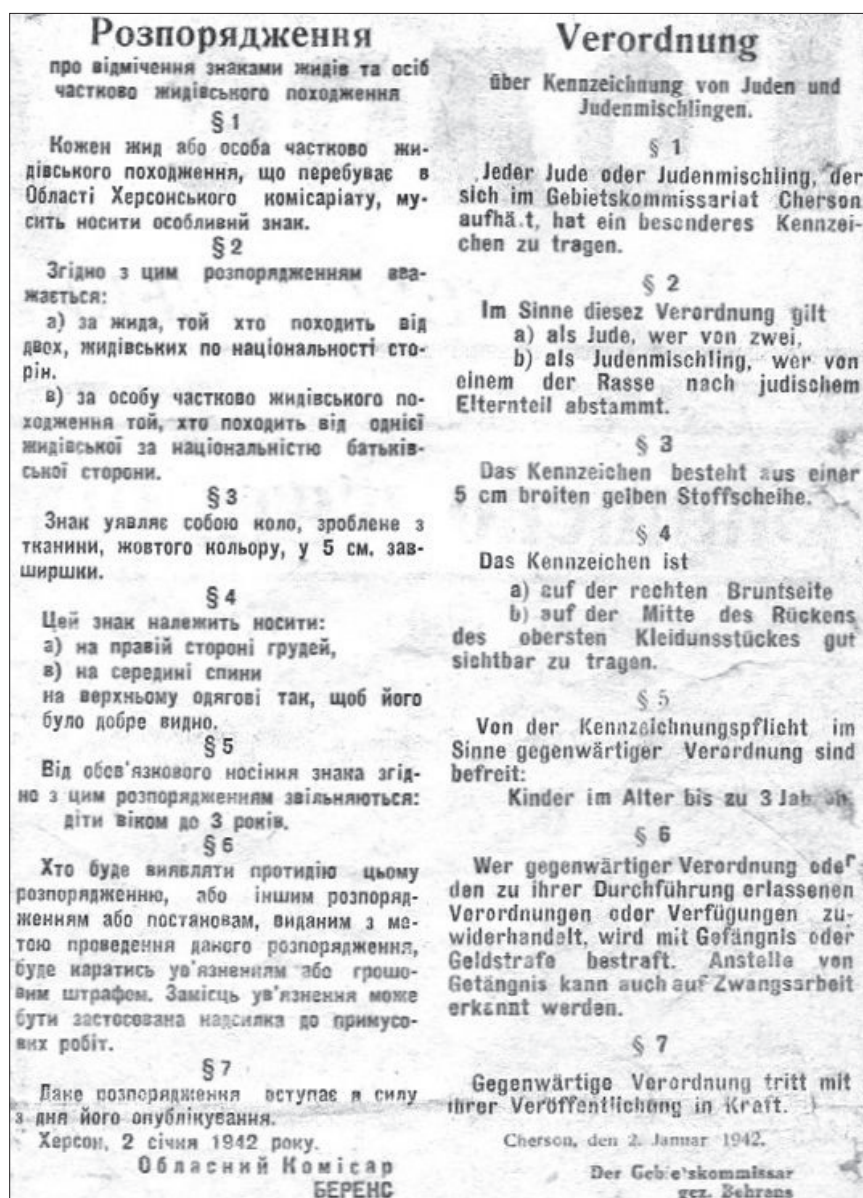 Розпорядження
про відмічення знаками жидів та осіб
частково жидівського походження
§ 1
Кожен жид або особа частково жи-
дівського походження, що перебуває в
Області Херсонського комісаріату, му-
сить носити особливий знак.
§ 2
Згідно з цим розпорядженням вва-
жається:
а) за жида, той хто походить від
двох, жидівських по національності сто-
рін.
в) за особу частково жидівського по-
ходження той, хто походить від однієї
жидівської за національністю батьків-
ської сторони.
§ 3
Знак уявляє собою коло, зроблене з
тканини, жовтого кольору, у 5 см. зав-
ширшки.
§ 4
Цей знак належить носити:
а) на правій стороні грудей,
в) на середині спини
на верхньому одягові так, щоб його
було добре видно.
§ 5
Від обов'язкового носіння знака згід-
но з цим розпорядженням звільняються:
діти віком до 3 років.
§ 6
Хто буде виявляти протидію цьому
розпорядженню, або іншим розпоряд-
женням або постановам, виданим з ме-
тою проведення даного розпорядження,
буде каратись ув'язненням або грошо-
вим штрафом. Замісць ув'язнення може
бути застосована надсилка до примусо-
вих робіт.
§ 7
Дане розпорядження вступає в силу
з дня його опублікування.
Херсон, 2 січня 1942 року.
Обласний Комісар
БЕРЕНС
Verordnung
über Kennzeichnung von Juden und
Judenmischlingen.
§ 1
Jeder Jude oder Judenmischling, der
sich im Gebietskommissariat Cherson
aufhä.t, hat ein besonderes Kennzei-
chen zu tragen.
§ 2
Im Sinne diesez Verordnung gilt
a) als Jude, wer von zwei,
b) als Judenmischling, wer von
einem der Rasse nach judischem
Elternteil abstammt.
§ 3
Das Kennzeichen besteht aus einer
5 cm broiten gelben Stoffscheihe.
§ 4
Das Kennzeichen ist
a) auf der rechten Bruntseite
b) auf der Mitte des Rückens
des obersten Kleidunsstückes gut
sichtbar zu tragen.
§ 5
Von der Kennzeichnungspflicht im
Sinne gegenwärtiger Verordnung sind
befreit:
Kinder im Alter bis zu 3
§ 6
Wer gegenwärtiger Verordnung oder
den zu ihrer Durchführung erlassenen
Verordnungen oder Verfügungen zu-
widerhandelt, wird mit Gefängnis oder
Geldstrafe bestraft. Anstelle von
Getängnis kann auch auf Zwangsarbeit
erkannt werden.
§ 7
Gegenwärtige Verordnung tritt mit
ihrer Veröffentlichung in Kraft.
Cherson, den 2. Januar 1942.
Der Gebietskommissar
gez. Behrens